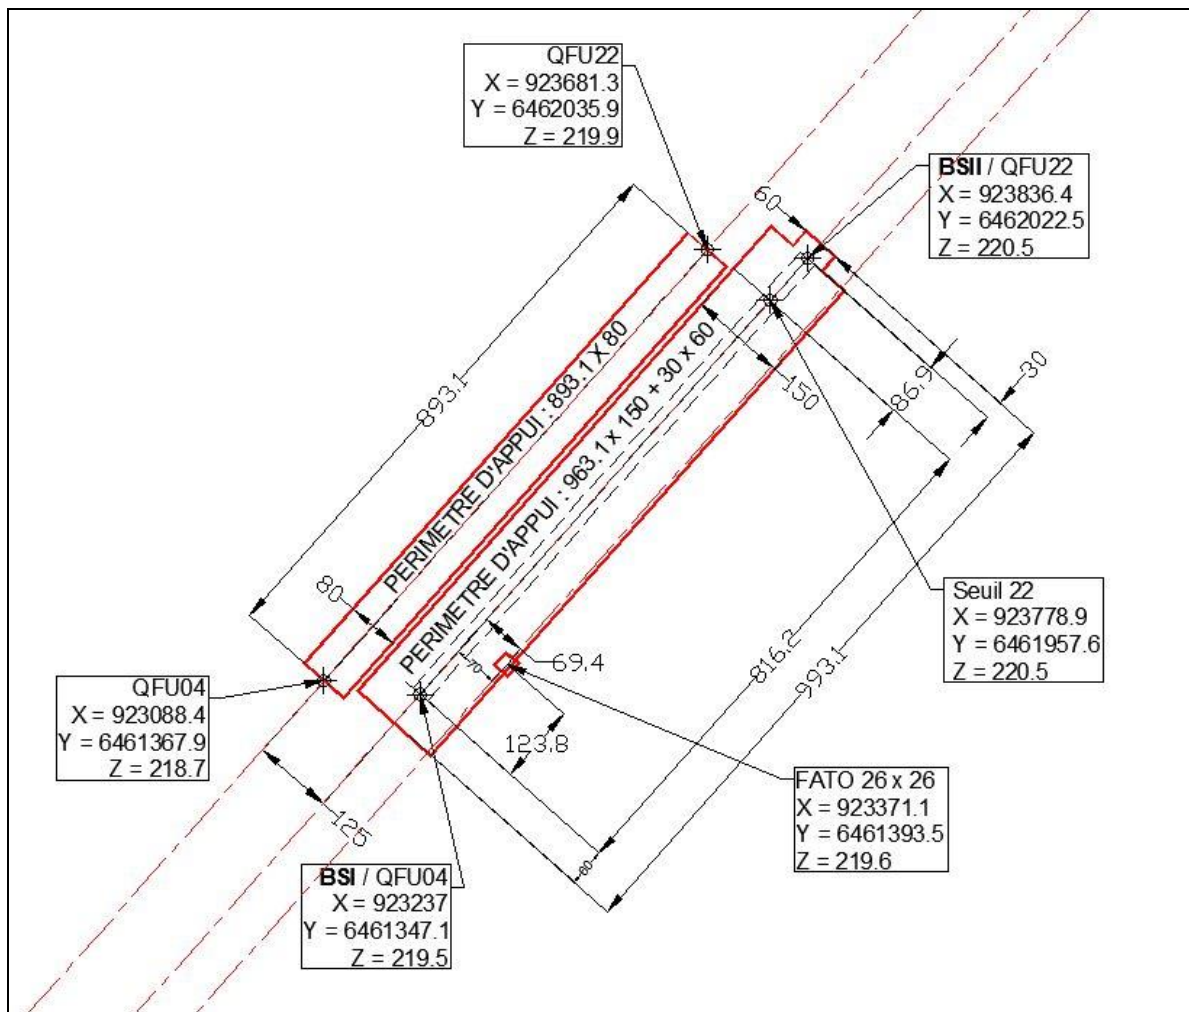 QFU22
X = 923681.3
Y = 6462035.9
Z = 219.9
BSII / QFU22
X = 923836.4
Y = 6462022.5
Z = 220.5
60
893.1
PERIMETRE D'APPUI : 893.1 X 80
PERIMETRE D'APPUI : 963.1 x 150 + 30 x 60
150
86.9
30
80
Seuil 22
X = 923778.9
Y = 6461957.6
Z = 220.5
70
69.4
816.2
993.1
QFU04
X = 923088.4
Y = 6461367.9
Z = 218.7
123.8
FATO 26 x 26
X = 923371.1
Y = 6461393.5
Z = 219.6
125
60
BSI / QFU04
X = 923237
Y = 6461347.1
Z = 219.5